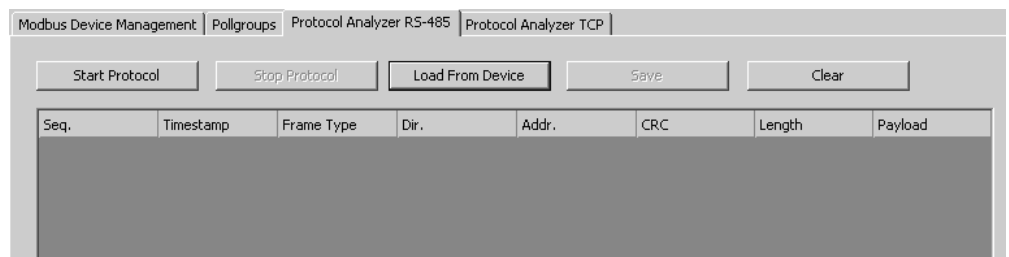 Modbus Device Management Pollgroups Protocol Analyzer RS-485 Protocol Analyzer TCP
Start Protocol Stop Protocol Load From Device Save Clear
Seq. Timestamp Frame Type Dir. Addr. CRC Length Payload